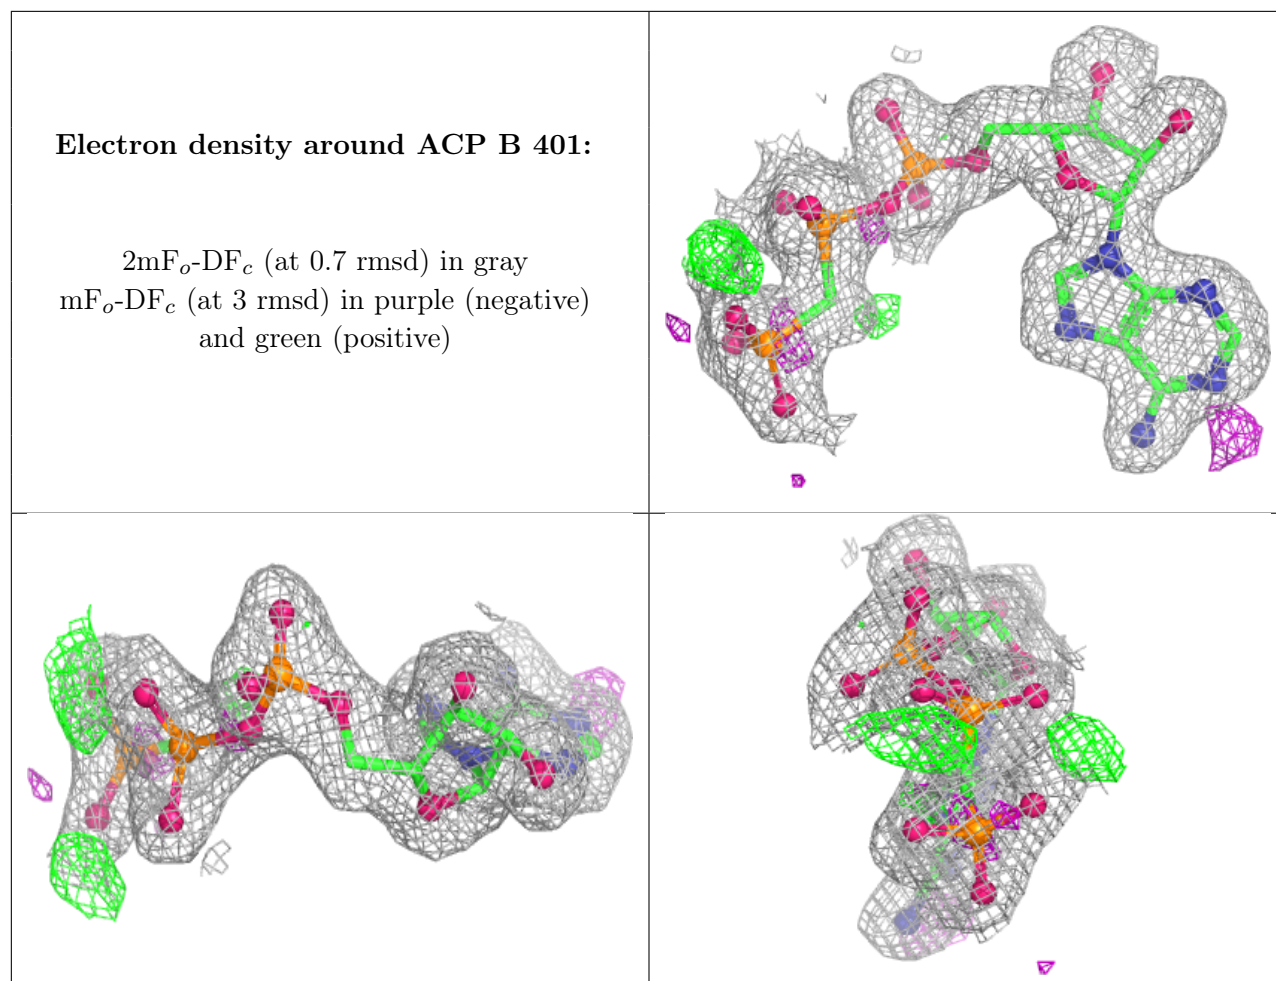 Electron density around ACP B 401:
2mFo-DFc (at 0.7 rmsd) in gray
mFo-DFc (at 3 rmsd) in purple (negative)
and green (positive)